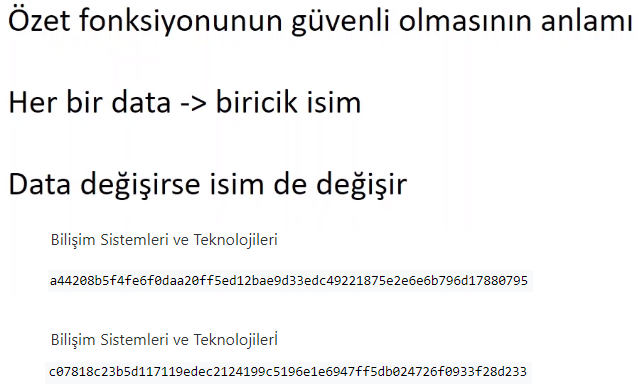 Özet fonksiyonunun güvenli olmasının anlamı
Her bir data -> biricik isim
Data değişirse isim de değişir
Bilişim Sistemleri ve Teknolojileri
a44208b5f4fe6f0daa20ff5ed12bae9d33edc49221875e2e6e6b796d17880795
Bilişim Sistemleri ve Teknolojilerİ
c07818c23b5d117119edec2124199c5196e1e6947ff5db024726f0933f28d233